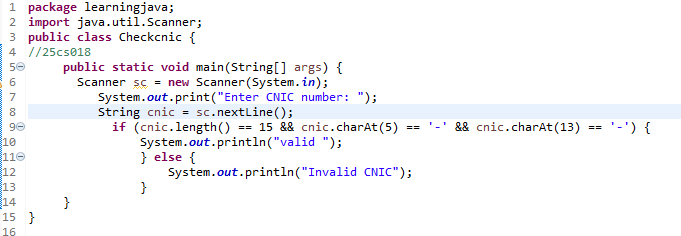 1 package learningjava;
2 import java.util.Scanner;
3 public class Checkcnic {
4 //25cs018
5 public static void main(String[] args) {
6 Scanner sc = new Scanner(System.in);
7 System.out.print("Enter CNIC number: ");
8 String cnic = sc.nextLine();
9 if (cnic.length() == 15 && cnic.charAt(5) == '-' && cnic.charAt(13) == '-') {
10 System.out.println("valid ");
11 } else {
12 System.out.println("Invalid CNIC");
13 }
14 }
15 }
16